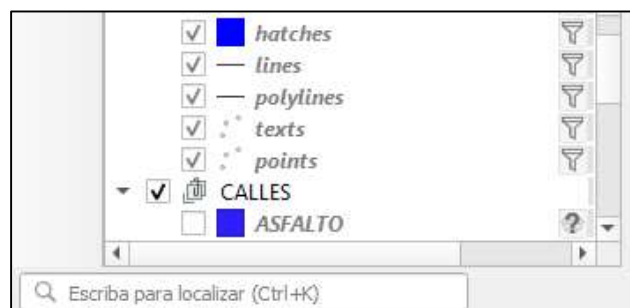 hatches
lines
polylines
texts
points
CALLES
ASFALTO ?
Escriba para localizar (Ctrl+K)